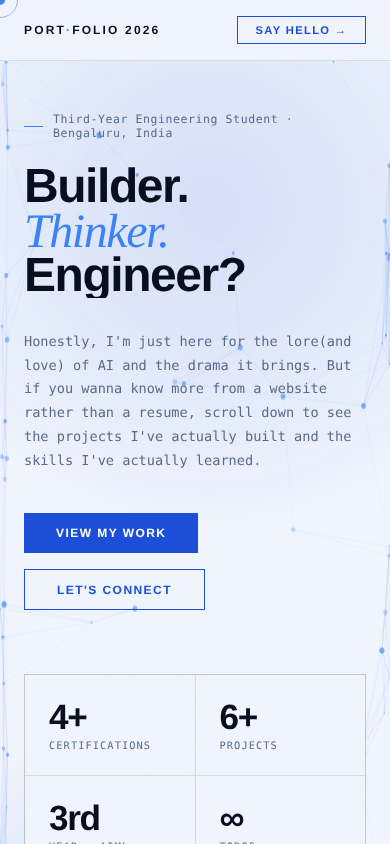 PORT·FOLIO 2026
SAY HELLO →
Third-Year Engineering Student ·
Bengaluru, India
Builder.
Thinker.
Engineer?
Honestly, I'm just here for the lore(and
love) of AI and the drama it brings. But
if you wanna know more from a website
rather than a resume, scroll down to see
the projects I've actually built and the
skills I've actually learned.
VIEW MY WORK
LET'S CONNECT
4+
CERTIFICATIONS
6+
PROJECTS
3rd
∞